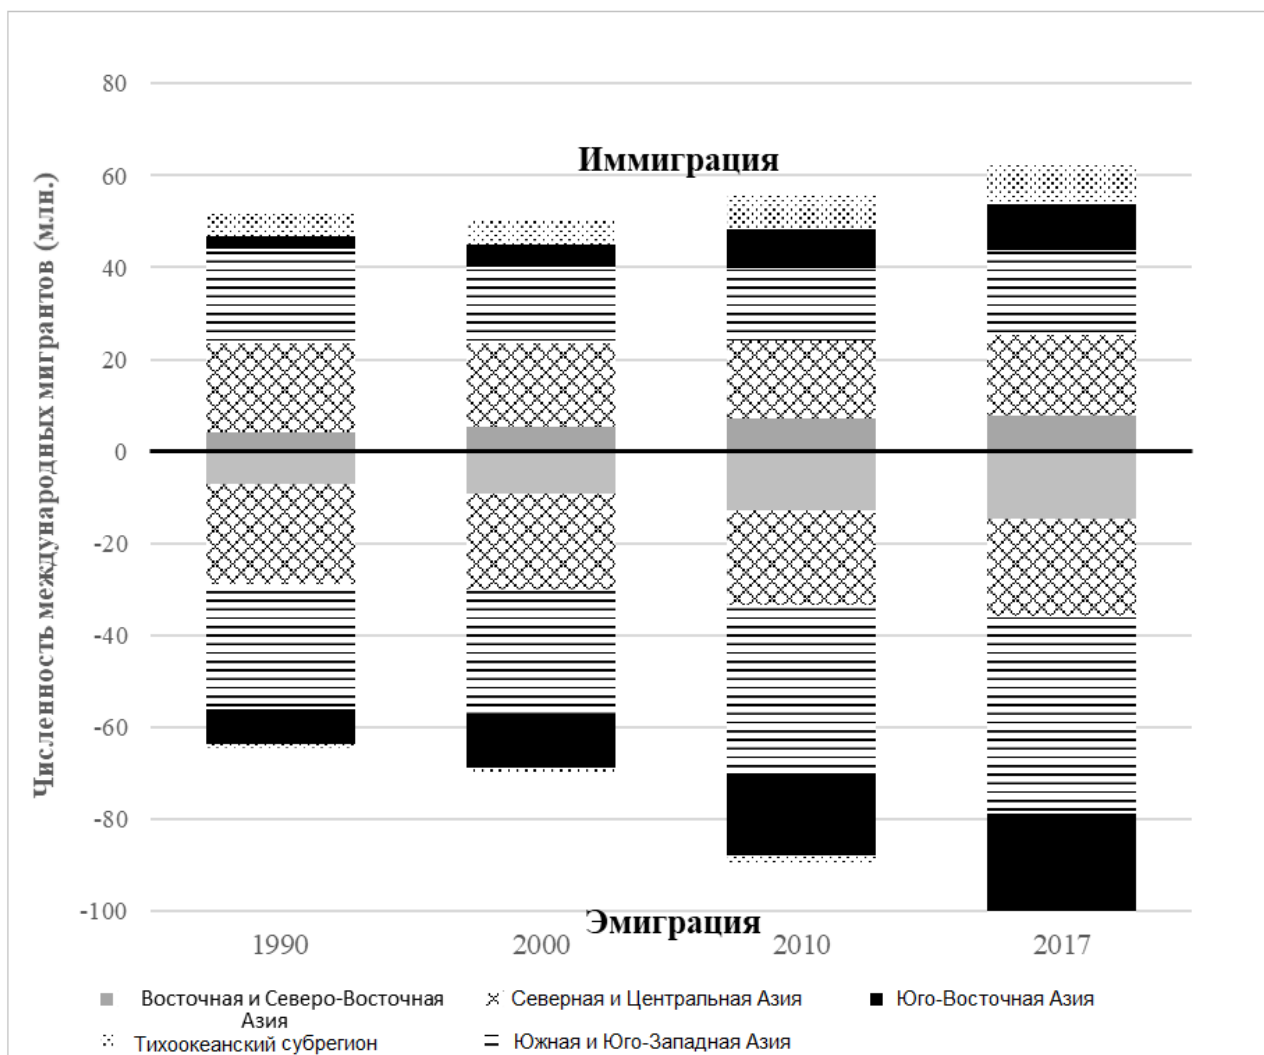 80
Иммиграция
60
40
20
0
-20
-40
-60
-80
-100
Численность международных мигрантов (млн.)
Эмиграция
1990 2000 2010 2017
Восточная и Северо-Восточная Азия
Северная и Центральная Азия
Юго-Восточная Азия
Тихоокеанский субрегион
Южная и Юго-Западная Азия